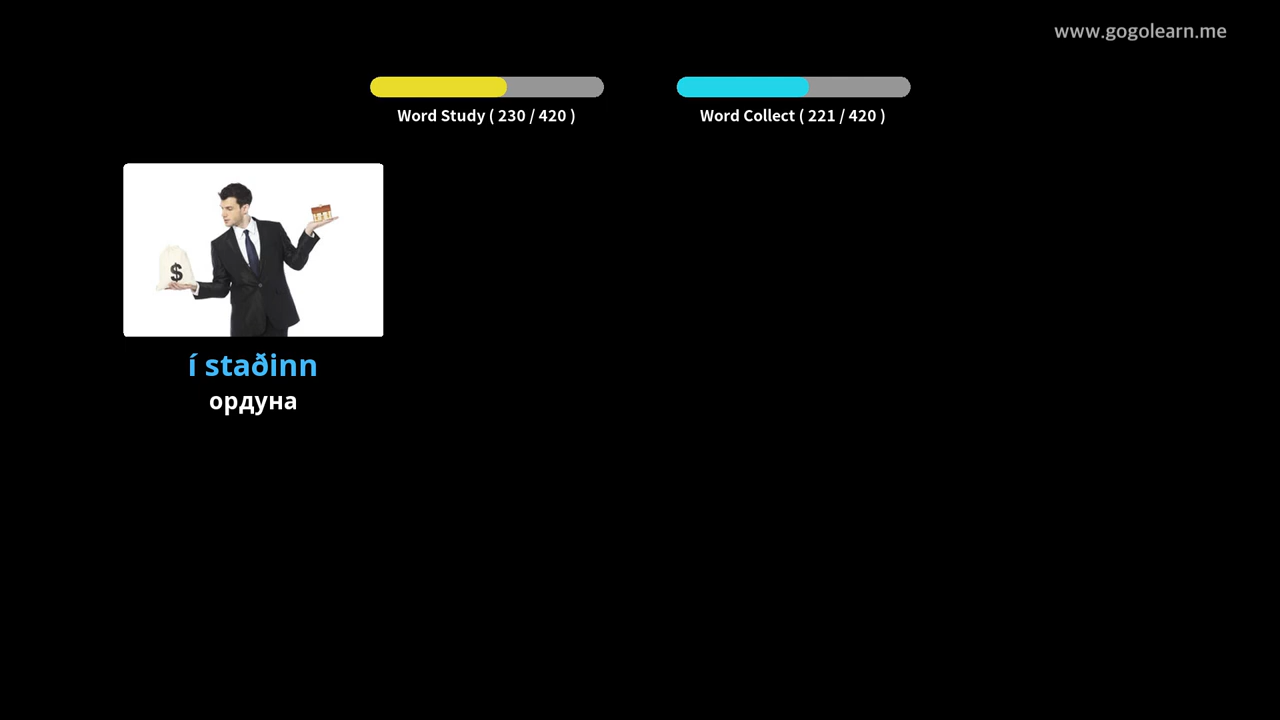 www.gogolearn.me
Word Study ( 230 / 420 )
Word Collect ( 221 / 420 )
$
í staðinn
ордуна